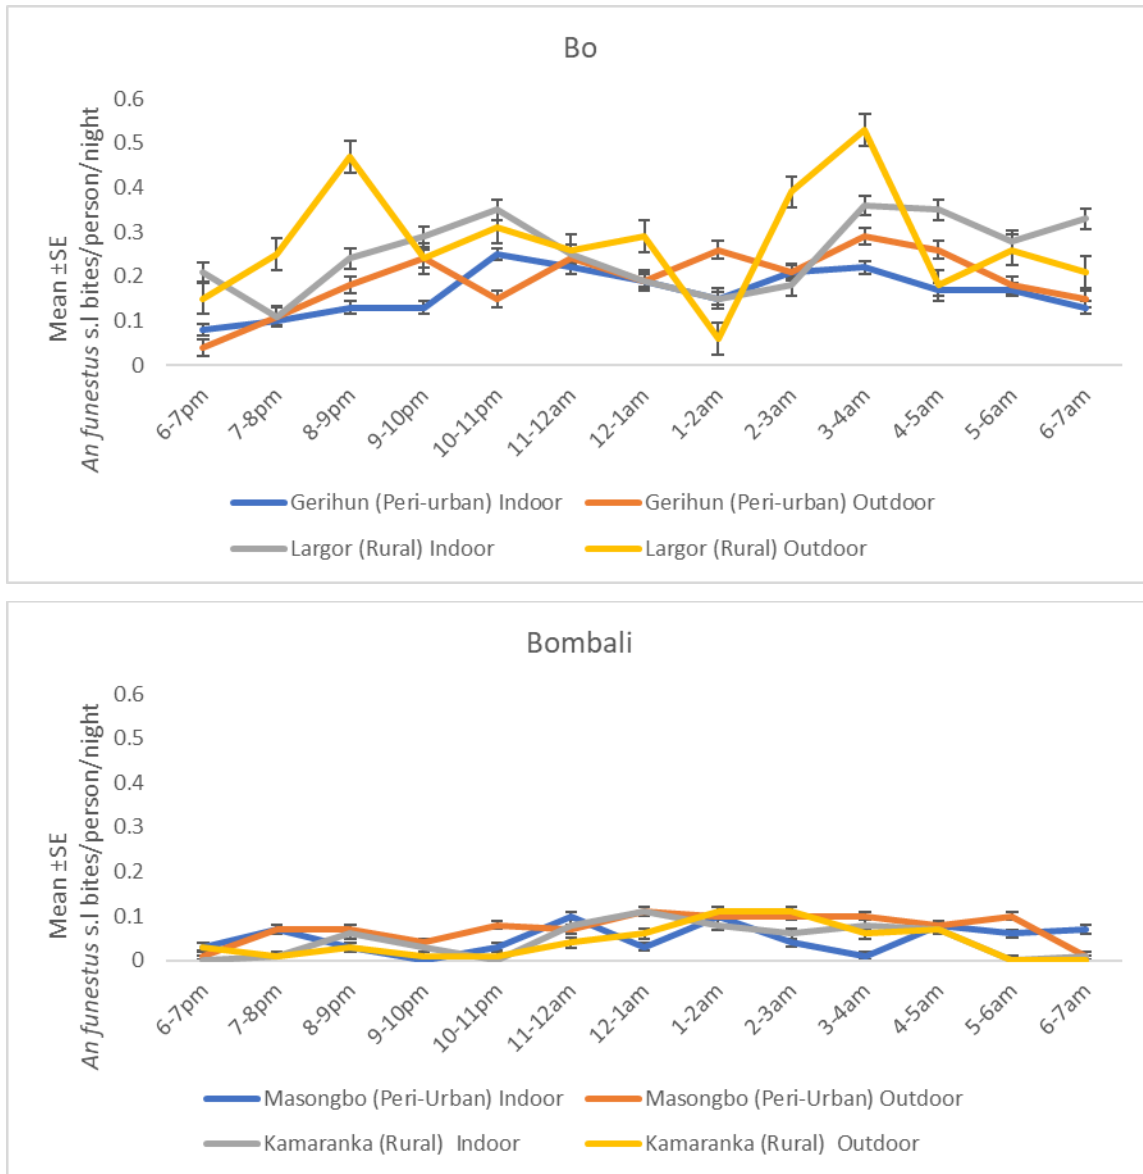 Bo
Mean ±SE
An funestus s.l bites/person/night
0.6
0.5
0.4
0.3
0.2
0.1
0
6-7pm
7-8pm
8-9pm
9-10pm
10-11pm
11-12am
12-1am
1-2am
2-3am
3-4am
4-5am
5-6am
6-7am
Gerihun (Peri-urban) Indoor
Gerihun (Peri-urban) Outdoor
Largor (Rural) Indoor
Largor (Rural) Outdoor
Bombali
Mean ±SE
An funestus s.l bites/person/night
0.6
0.5
0.4
0.3
0.2
0.1
0
6-7pm
7-8pm
8-9pm
9-10pm
10-11pm
11-12am
12-1am
1-2am
2-3am
3-4am
4-5am
5-6am
6-7am
Masongbo (Peri-Urban) Indoor
Masongbo (Peri-Urban) Outdoor
Kamaranka (Rural) Indoor
Kamaranka (Rural) Outdoor